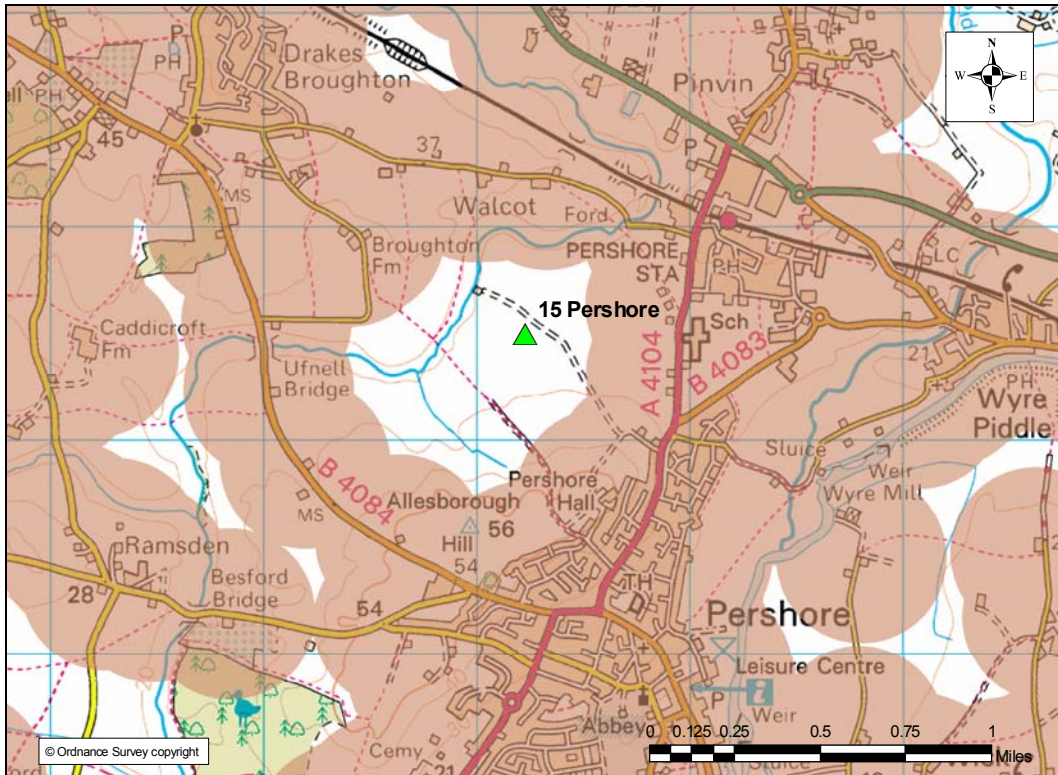 P
PH
Drakes
Broughton
Pinvin
N
W E
S
PH
45
37
P
MS
Walcot
Ford
Broughton
Fm
PERSHORE
STA
PH
LC
15 Pershore
Sch
Caddicroft
Fm
Ufnell
Bridge
A 4104
B 4083
21
PH
Wyre
Piddle
Sluice
Weir
Wyre Mill
B 4084
Pershore
Hall
Allesborough
56
Hill
54
MS
Ramsden
28
Besford
Bridge
54
TH
Pershore
Leisure Centre
i
P
Weir
Abbey
Cemy
21
Sluice
0 0.125 0.25 0.5 0.75 1
Miles
© Ordnance Survey copyright